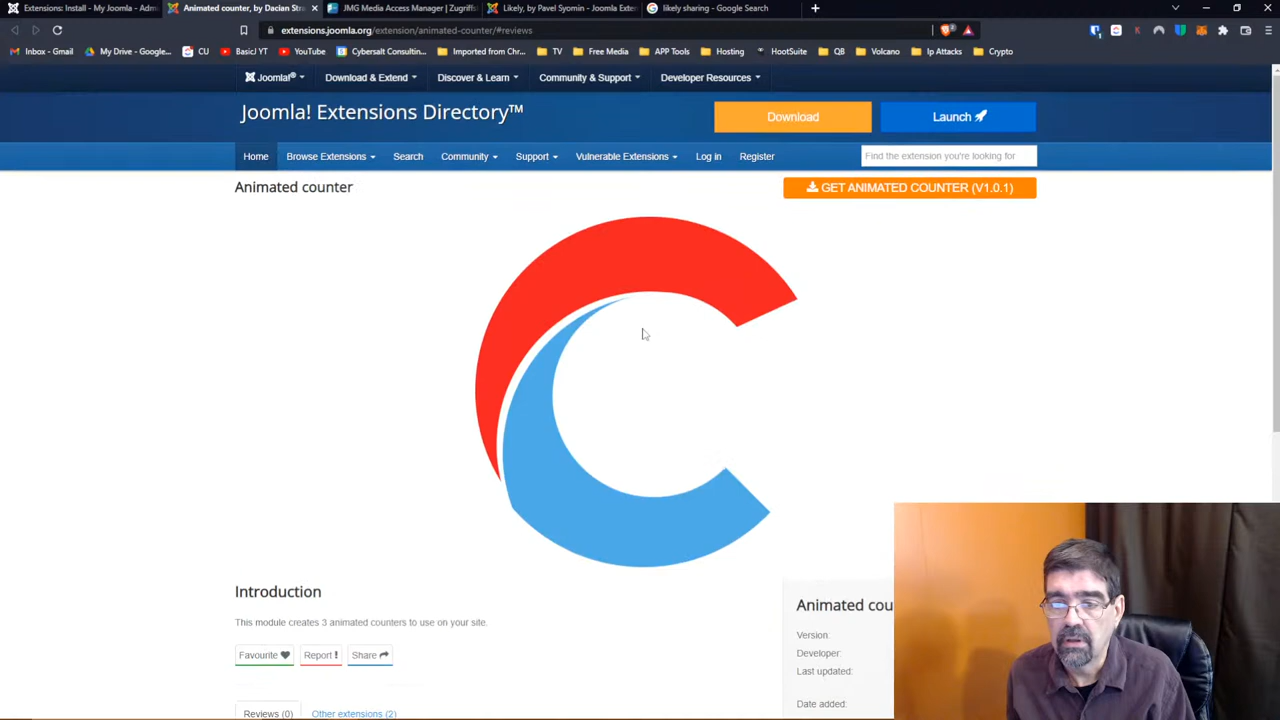 Extensions: Install - My Joomla - Adm
Animated counter, by Dacian Stra
JMG Media Access Manager | Zugriffs
Likely, by Pavel Syomin - Joomla Exten
likely sharing - Google Search
extensions.joomla.org/extension/animated-counter/#reviews
Inbox - Gmail
My Drive - Google...
CU
BasicJ YT
YouTube
Cybersalt Consulting...
Imported from Chr...
TV
Free Media
APP Tools
Hosting
HootSuite
QB
Volcano
Ip Attacks
Crypto
Joomla!®
Download & Extend
Discover & Learn
Community & Support
Developer Resources
Joomla! Extensions Directory™
Download
Launch
Home
Browse Extensions
Search
Community
Support
Vulnerable Extensions
Log in
Register
Find the extension you're looking for
Animated counter
GET ANIMATED COUNTER (V1.0.1)
Introduction
This module creates 3 animated counters to use on your site.
Favourite
Report
Share
Reviews (0)
Other extensions (2)
Animated cou
Version:
Developer:
Last updated:
Date added: